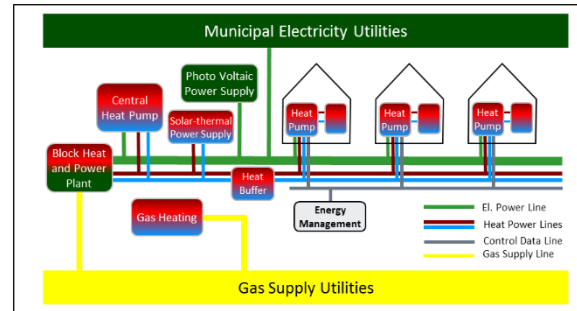 Municipal Electricity Utilities
Photo Voltaic
Power Supply
Central
Heat Pump
Solar-thermal
Power Supply
Heat
Pump
Heat
Pump
Heat
Pump
Block Heat
and Power
Plant
Heat
Buffer
Gas Heating
Energy
Management
El. Power Line
Heat Power Lines
Control Data Line
Gas Supply Line
Gas Supply Utilities